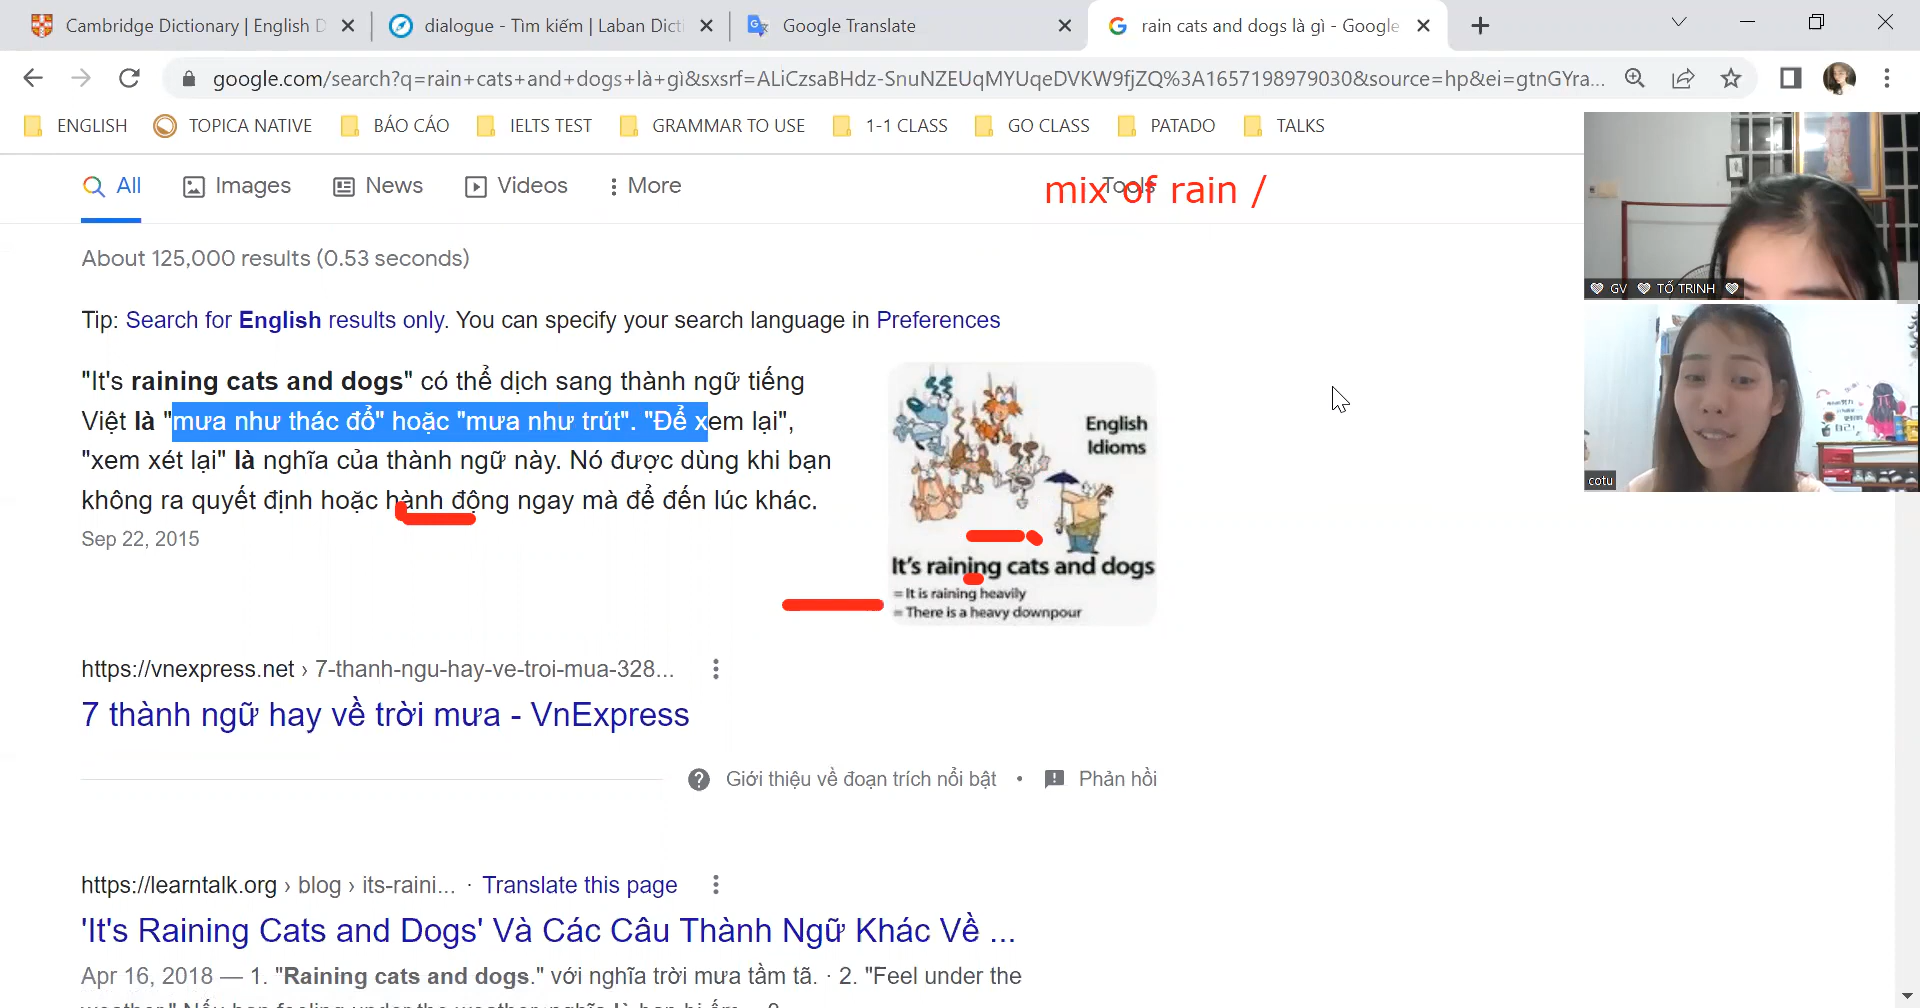 Cambridge Dictionary | English D
dialogue - Tìm kiếm | Laban Dicti
Google Translate
rain cats and dogs là gì - Google
google.com/search?q=rain+cats+and+dogs+là+gì&sxsrf=ALiCzsaBHdz-SnuNZEUqMYUqeDVKW9fjZQ%3A1657198979030&source=hp&ei=gtnGYra...
ENGLISH
TOPICA NATIVE
BÁO CÁO
IELTS TEST
GRAMMAR TO USE
1-1 CLASS
GO CLASS
PATADO
TALKS
All
Images
News
Videos
More
Tools
mix of rain /
About 125,000 results (0.53 seconds)
Tip: Search for English results only. You can specify your search language in Preferences
"It's raining cats and dogs" có thể dịch sang thành ngữ tiếng
Việt là "mưa như thác đổ" hoặc "mưa như trút". "Để xem lại",
"xem xét lại" là nghĩa của thành ngữ này. Nó được dùng khi bạn
không ra quyết định hoặc hành động ngay mà để đến lúc khác.
Sep 22, 2015
English
Idioms
It's raining cats and dogs
= It is raining heavily
= There is a heavy downpour
https://vnexpress.net › 7-thanh-ngu-hay-ve-troi-mua-328...
7 thành ngữ hay về trời mưa - VnExpress
Giới thiệu về đoạn trích nổi bật • Phản hồi
https://learntalk.org › blog › its-raini... · Translate this page
'It's Raining Cats and Dogs' Và Các Câu Thành Ngữ Khác Về ...
Apr 16, 2018 — 1. "Raining cats and dogs." với nghĩa trời mưa tầm tã. · 2. "Feel under the
GV TỐ TRINH
cotu